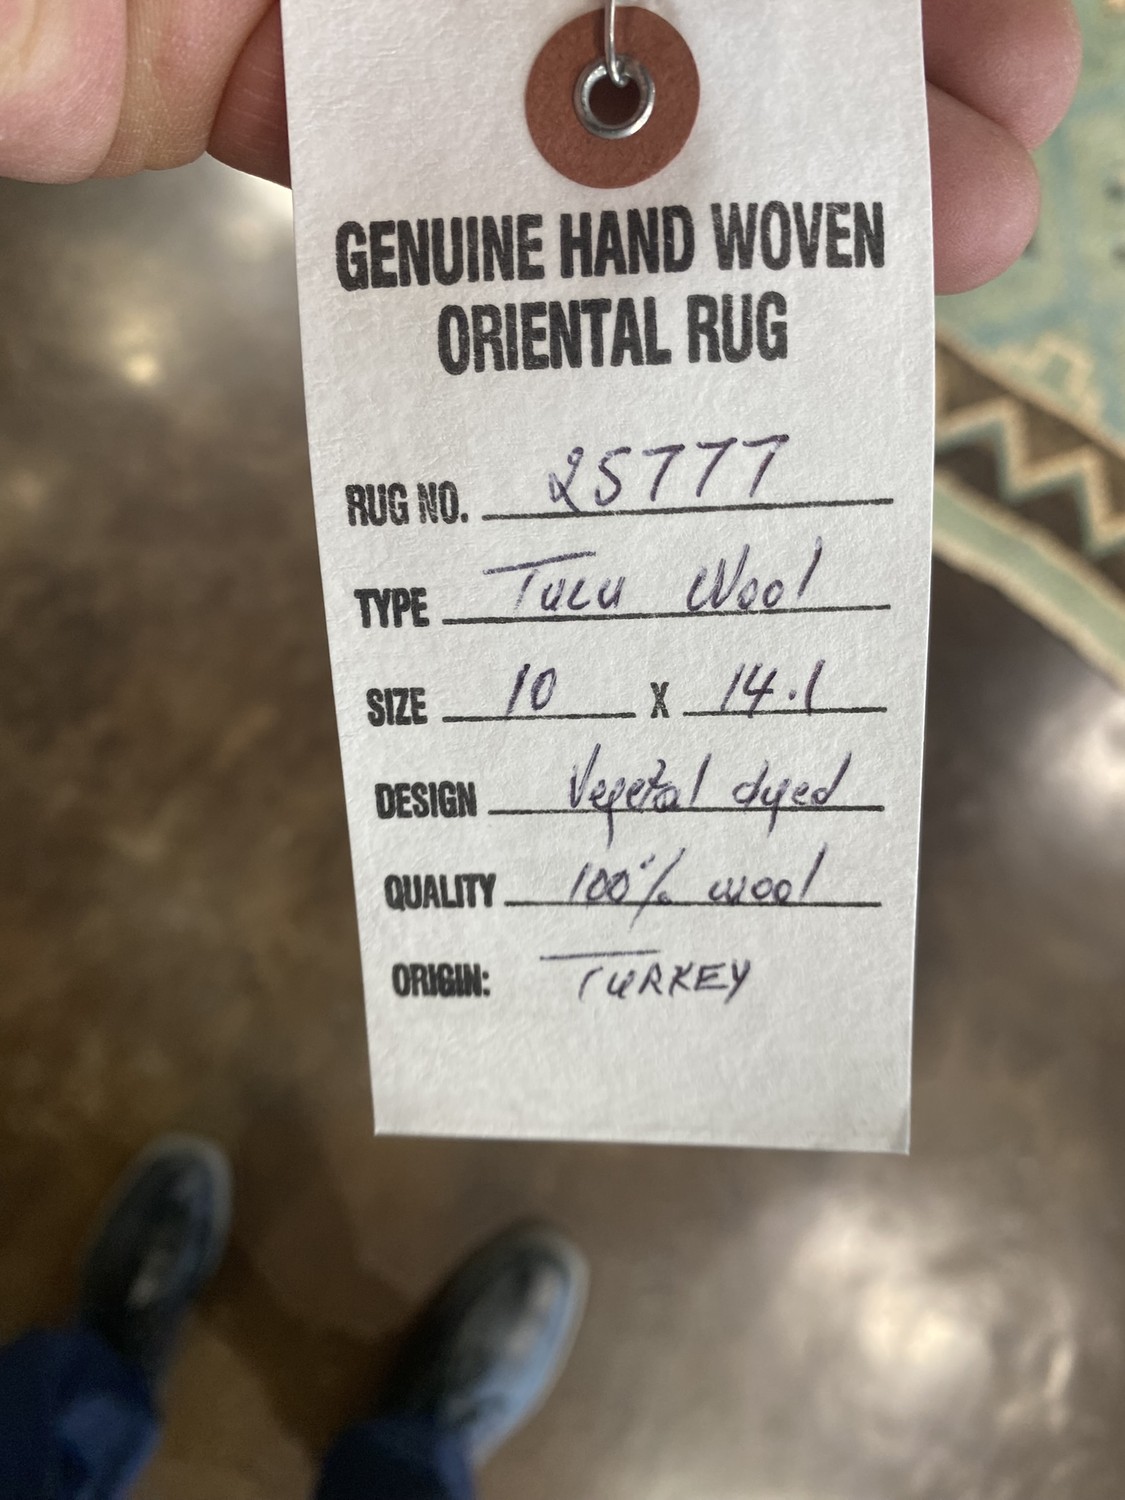 GENUINE HAND WOVEN
ORIENTAL RUG
RUG NO. 25777
TYPE Tulu Wool
SIZE 10 X 14.1
DESIGN Vegetal dyed
QUALITY 100% wool
ORIGIN: TURKEY